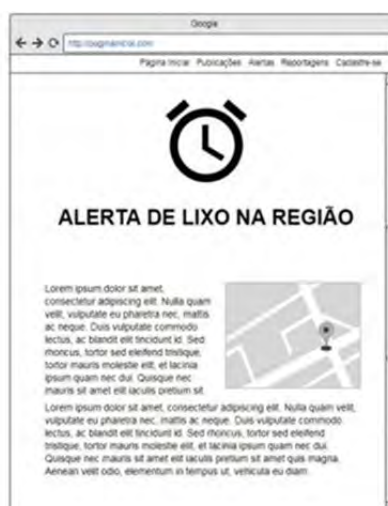 Google
Página Inicial Publicações Alertas Reportagens Cadastre-se
ALERTA DE LIXO NA REGIÃO
Lorem ipsum dolor sit amet,
consectetur adipiscing elit. Nulla quam
velit, vulputate eu pharetra nec, mattis
ac neque. Duis vulputate commodo
lectus, ac blandit elit tincidunt id. Sed
rhoncus, tortor sed eleifend tristique,
tortor mauris molestie elit, et lacinia
ipsum quam nec dui. Quisque nec
mauris sit amet elit iaculis pretium sit
Lorem ipsum dolor sit amet, consectetur adipiscing elit. Nulla quam velit,
vulputate eu pharetra nec, mattis ac neque. Duis vulputate commodo
lectus, ac blandit elit tincidunt id. Sed rhoncus, tortor sed eleifend
tristique, tortor mauris molestie elit, et lacinia ipsum quam nec dui.
Quisque nec mauris sit amet elit iaculis pretium sit amet quis magna.
Aenean velit odio, elementum in tempus ut, vehicula eu diam.